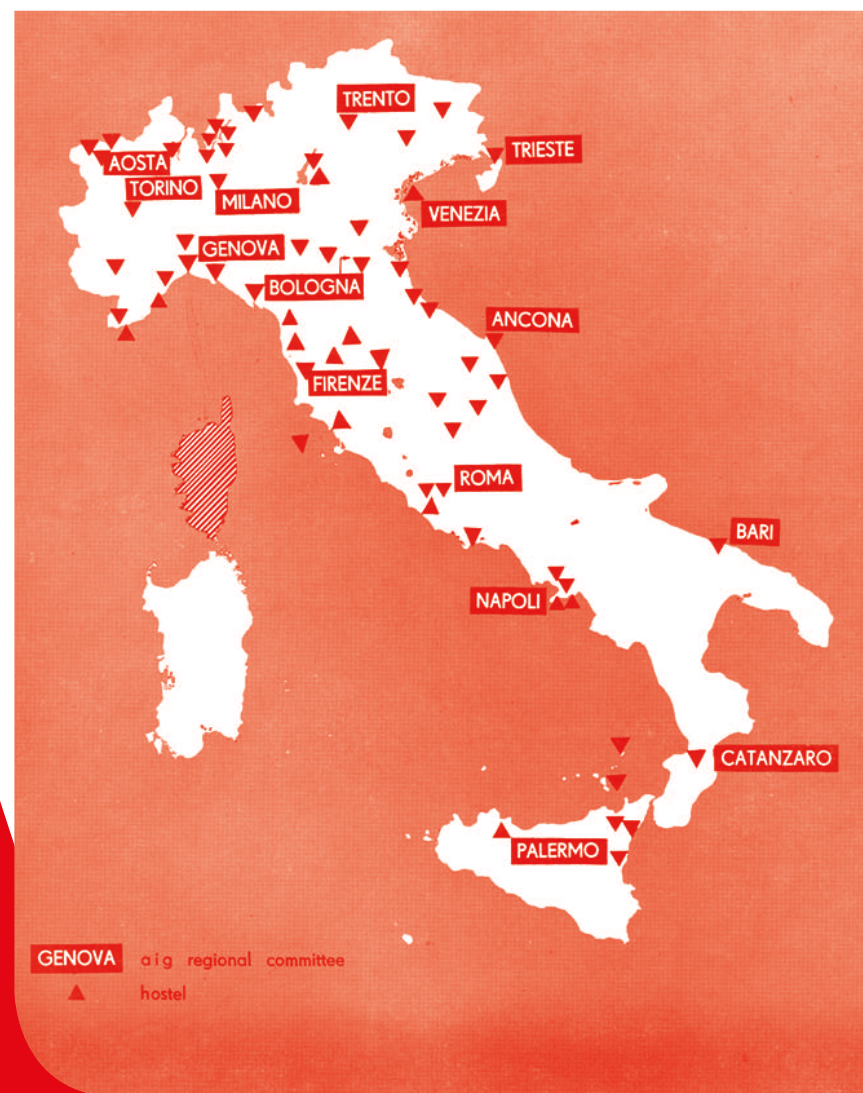 TRENTO
TRIESTE
AOSTA
TORINO
MILANO
VENEZIA
GENOVA
BOLOGNA
ANCONA
FIRENZE
ROMA
BARI
NAPOLI
CATANZARO
PALERMO
GENOVA aig regional committee
hostel